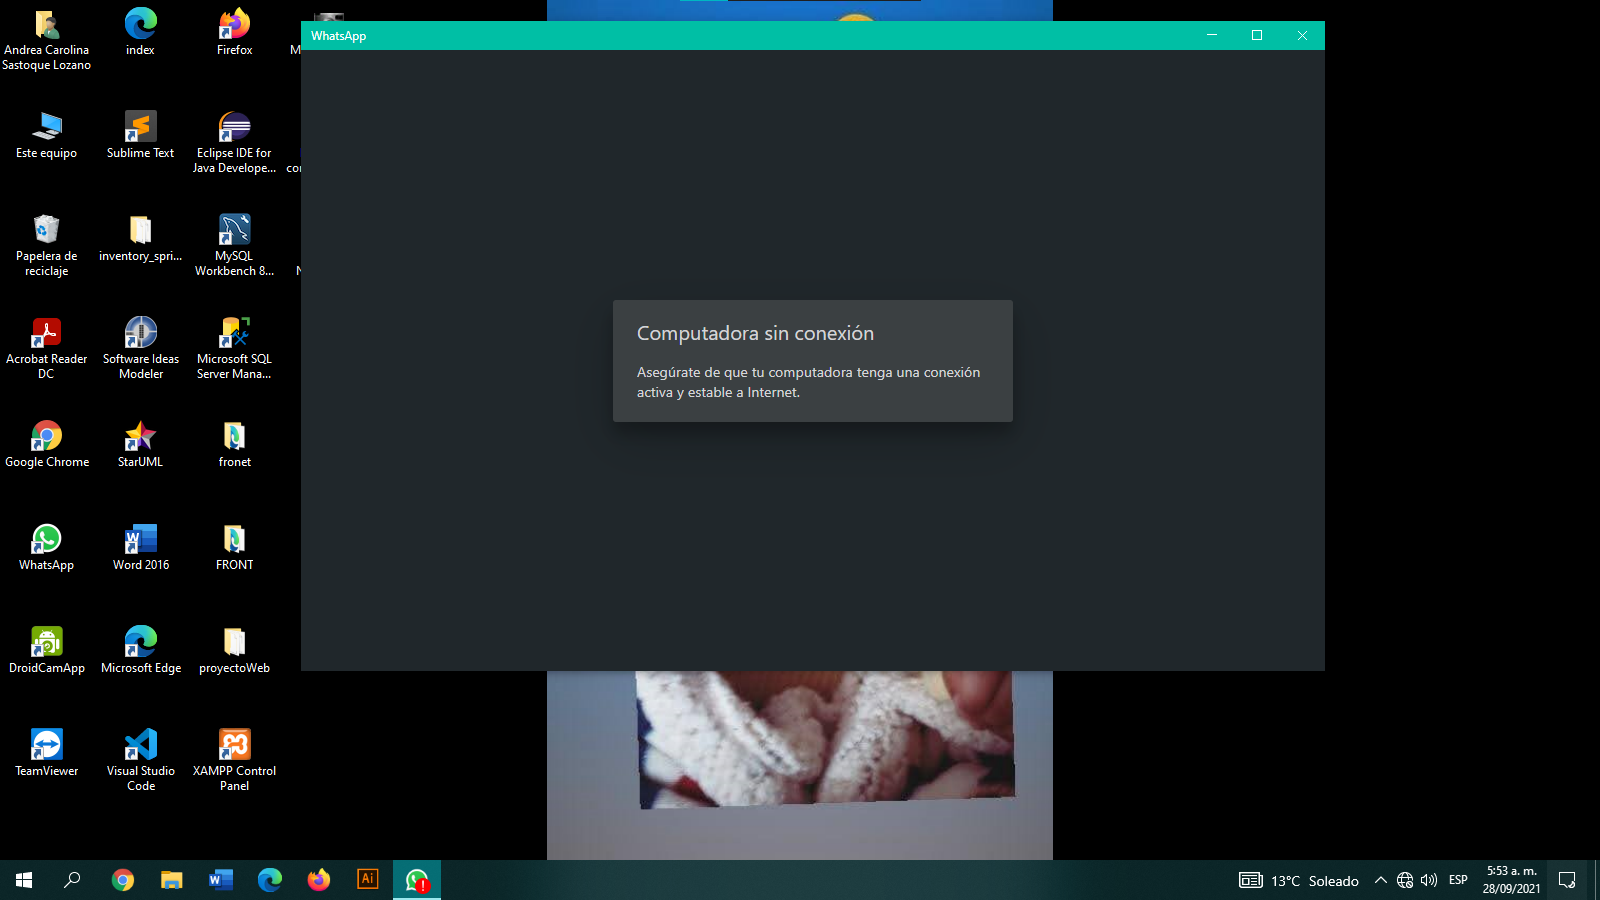 Andrea Carolina
Sastoque Lozano
index
Firefox
Este equipo
Sublime Text
Eclipse IDE for
Java Develope...
Papelera de
reciclaje
inventory_spri...
MySQL
Workbench 8...
Acrobat Reader
DC
Software Ideas
Modeler
Microsoft SQL
Server Mana...
Google Chrome
StarUML
fronet
WhatsApp
Word 2016
FRONT
DroidCamApp
Microsoft Edge
proyectoWeb
TeamViewer
Visual Studio
Code
XAMPP Control
Panel
WhatsApp
Computadora sin conexión
Asegúrate de que tu computadora tenga una conexión
activa y estable a Internet.
13°C Soleado
ESP
5:53 a. m.
28/09/2021